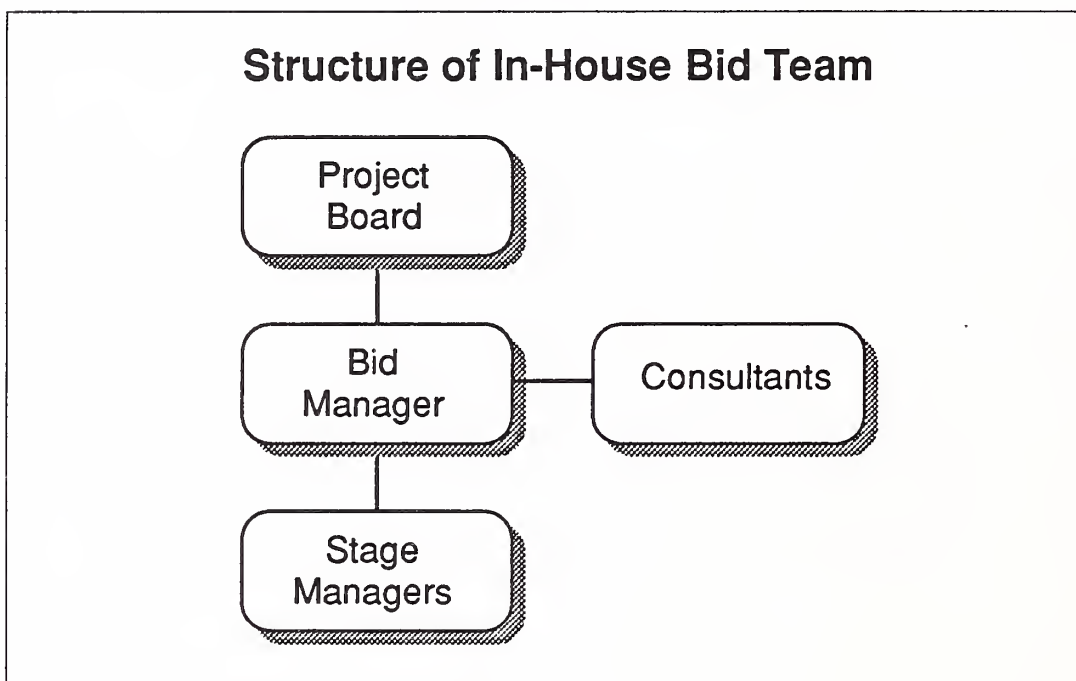 Structure of In-House Bid Team
Project
Board
Bid
Manager
Consultants
Stage
Managers